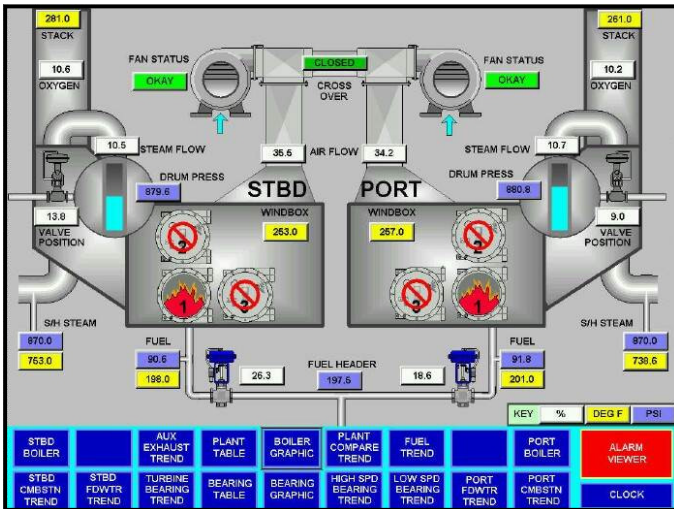 281.0
STACK
10.6
OXYGEN
FAN STATUS
OKAY
CLOSED
CROSS
OVER
FAN STATUS
OKAY
261.0
STACK
10.2
OXYGEN
10.5
STEAM FLOW
35.5
AIR FLOW
34.2
STEAM FLOW
10.7
DRUM PRESS
879.6
STBD
PORT
DRUM PRESS
880.8
13.8
VALVE
POSITION
WINDBOX
253.0
WINDBOX
257.0
9.0
VALVE
POSITION
2
2
1
3
3
1
S/H STEAM
870.0
763.0
FUEL
90.6
198.0
26.3
FUEL HEADER
197.6
18.6
FUEL
91.8
201.0
S/H STEAM
870.0
738.6
KEY
%
DEG F
PSI
STBD
BOILER
AUX
EXHAUST
TREND
PLANT
TABLE
BOILER
GRAPHIC
PLANT
COMPARE
TREND
FUEL
TREND
PORT
BOILER
ALARM
VIEWER
STBD
CMBSTN
TREND
STBD
FDWTR
TREND
TURBINE
BEARING
TREND
BEARING
TABLE
BEARING
GRAPHIC
HIGH SPD
BEARING
TREND
LOW SPD
BEARING
TREND
PORT
FDWTR
TREND
PORT
CMBSTN
TREND
CLOCK